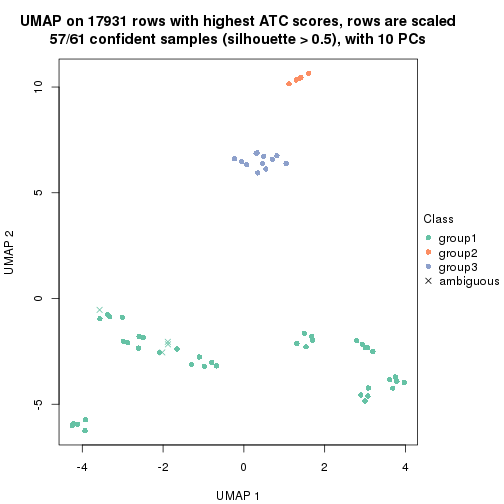 UMAP on 17931 rows with highest ATC scores, rows are scaled
57/61 confident samples (silhouette > 0.5), with 10 PCs
10
5
0
-5
UMAP 2
-4
-2
0
2
4
UMAP 1
Class
group1
group2
group3
ambiguous